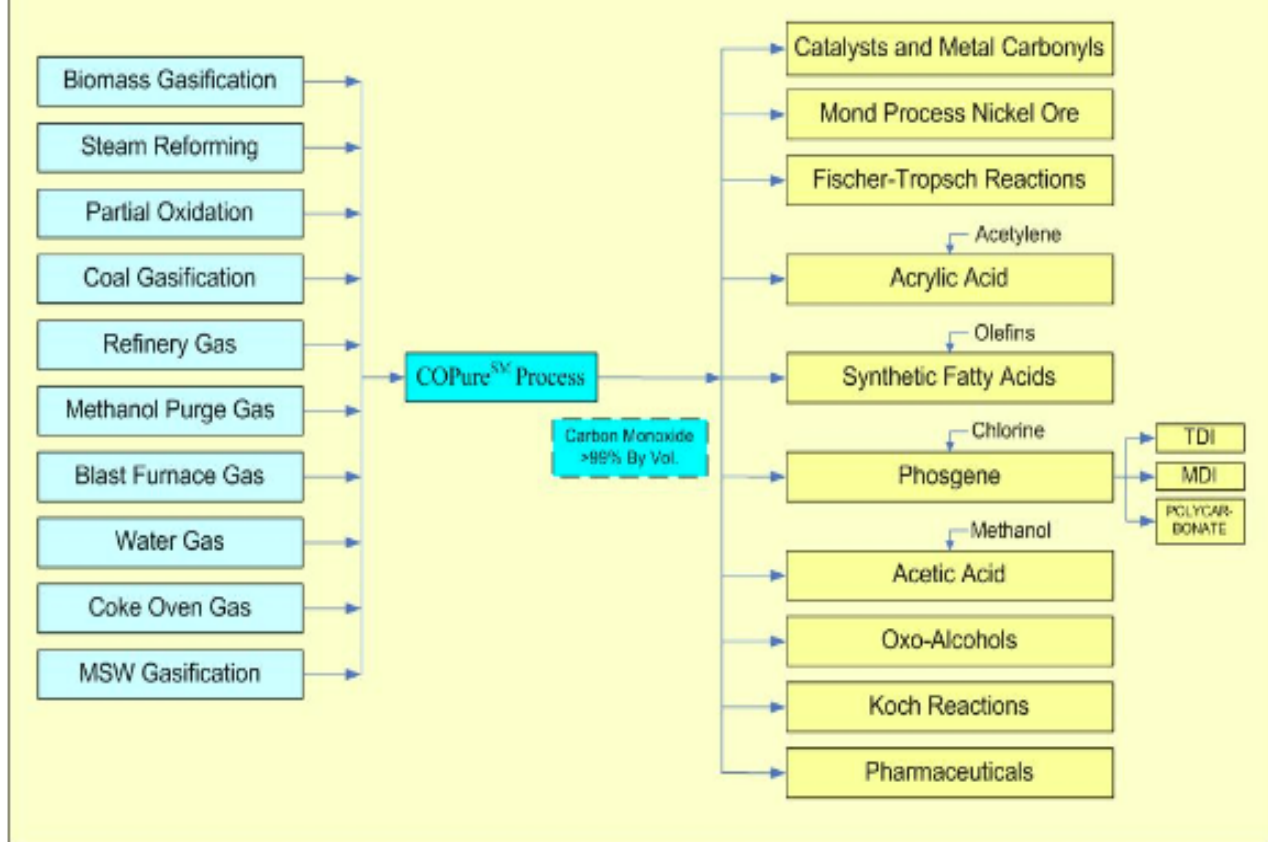 Biomass Gasification
Steam Reforming
Partial Oxidation
Coal Gasification
Refinery Gas
Methanol Purge Gas
Blast Furnace Gas
Water Gas
Coke Oven Gas
MSW Gasification
COPure℠ Process
Carbon Monoxide
>99% By Vol.
Catalysts and Metal Carbonyls
Mond Process Nickel Ore
Fischer-Tropsch Reactions
Acetylene
Acrylic Acid
Olefins
Synthetic Fatty Acids
Chlorine
Phosgene
TDI
MDI
POLYCAR-
BONATE
Methanol
Acetic Acid
Oxo-Alcohols
Koch Reactions
Pharmaceuticals